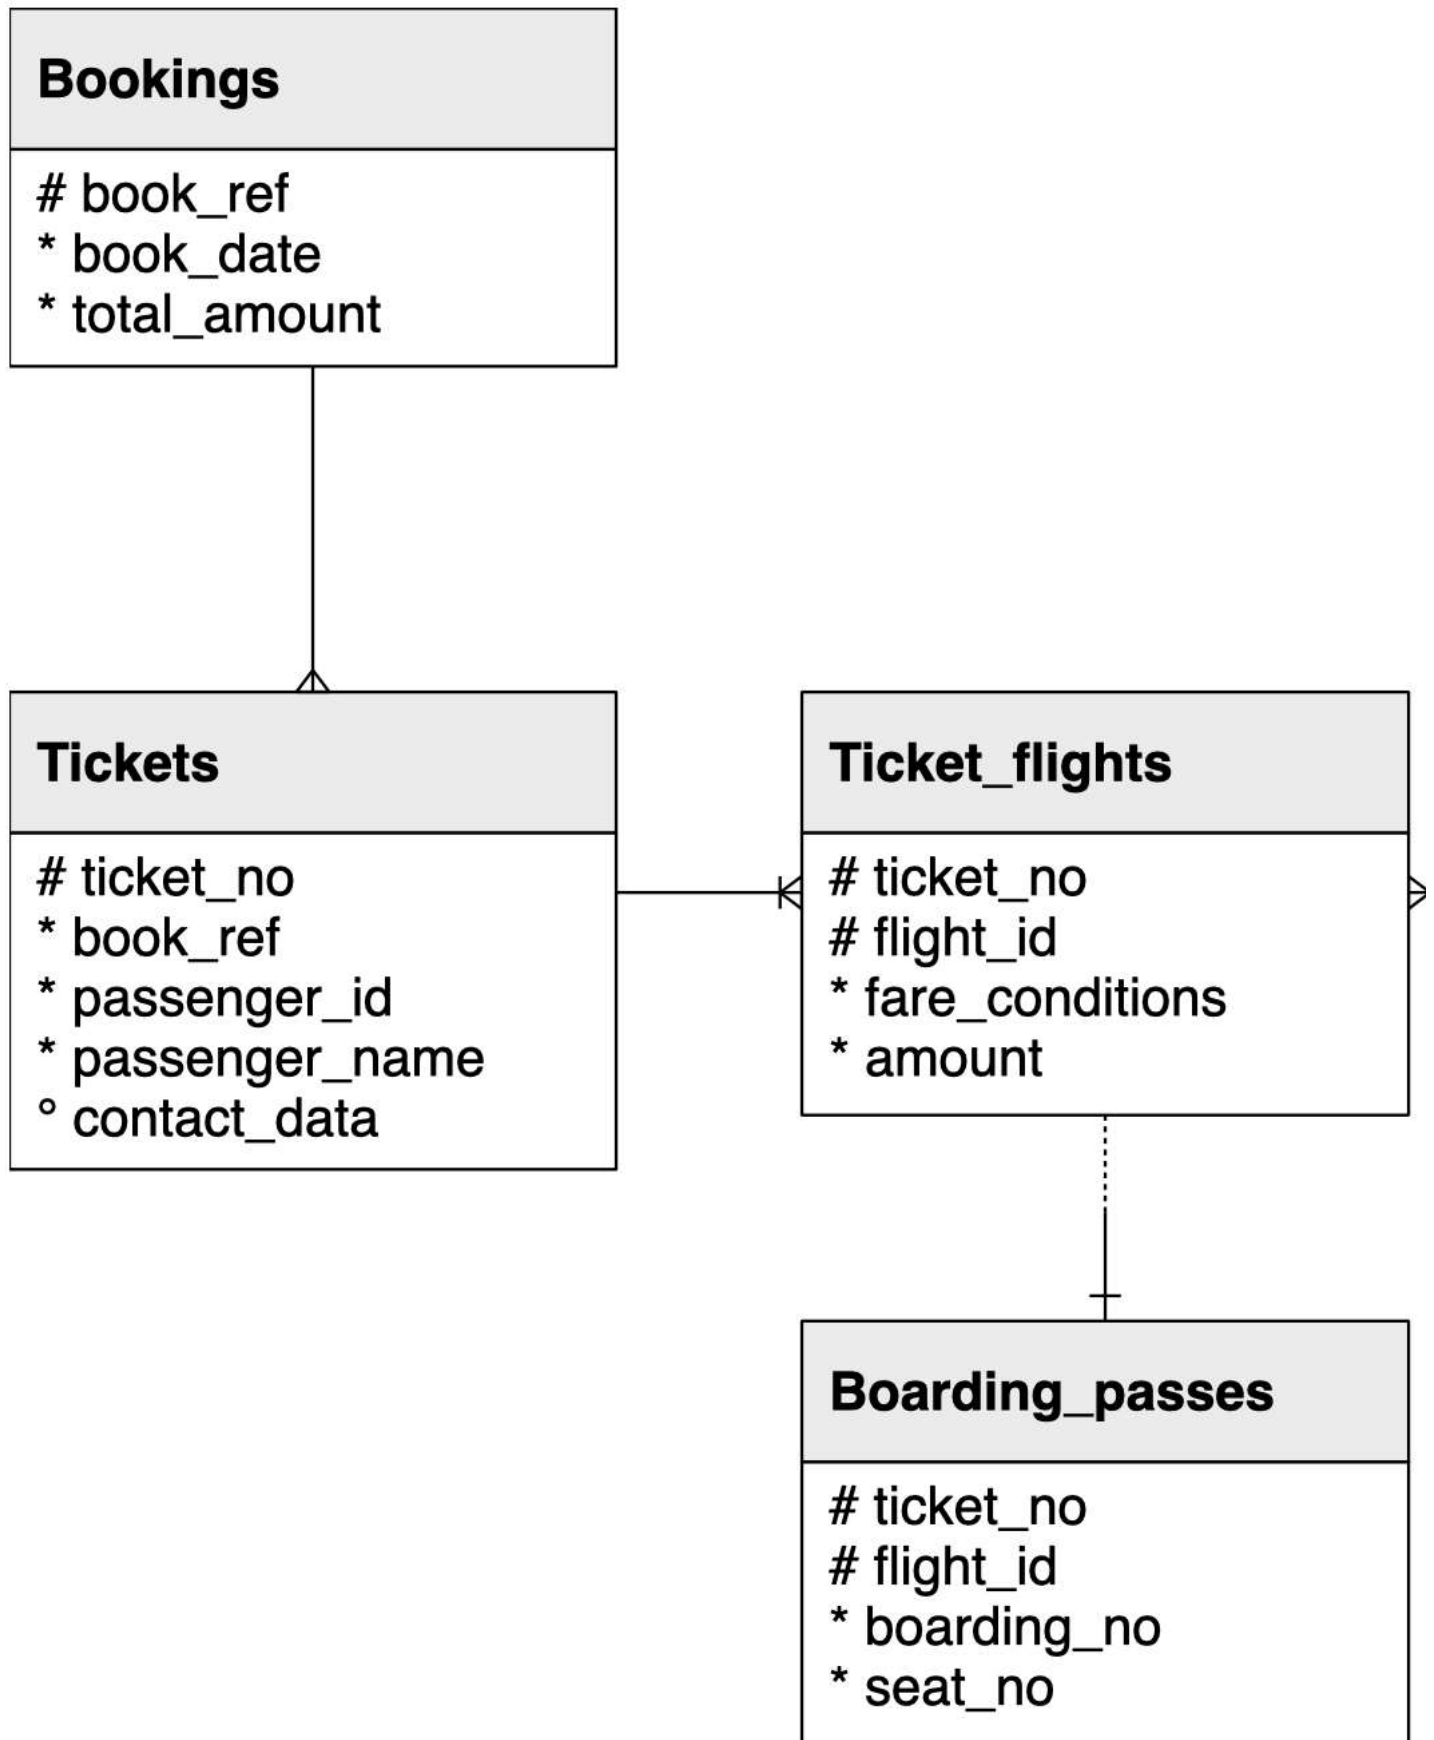 Bookings
# book_ref
* book_date
* total_amount
Tickets
# ticket_no
* book_ref
* passenger_id
* passenger_name
° contact_data
Ticket_flights
# ticket_no
# flight_id
* fare_conditions
* amount
Boarding_passes
# ticket_no
# flight_id
* boarding_no
* seat_no